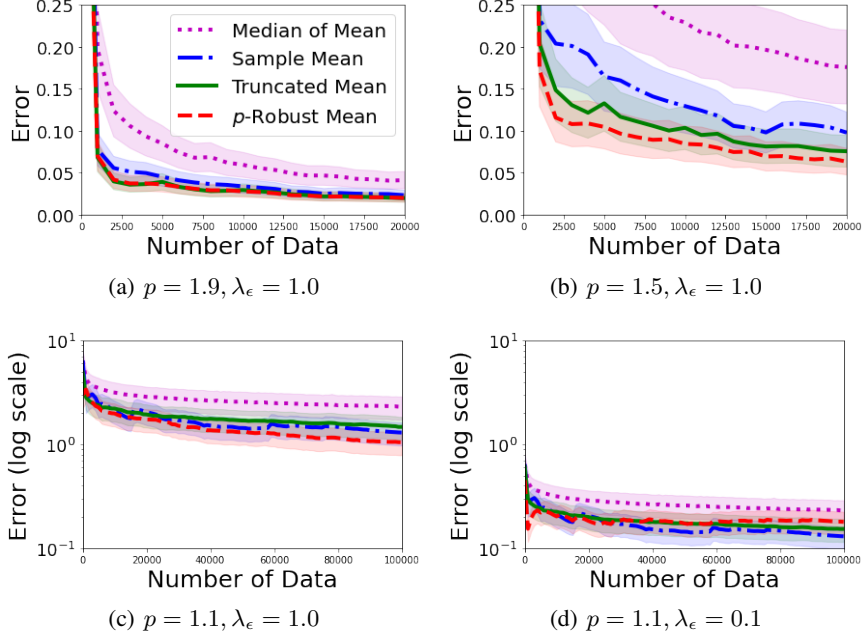 0.25
0.20
0.15
0.10
0.05
0.00
Error
Median of Mean
Sample Mean
Truncated Mean
p-Robust Mean
0 2500 5000 7500 10000 12500 15000 17500 20000
Number of Data
(a) p = 1.9, λϵ = 1.0
0.25
0.20
0.15
0.10
0.05
0.00
Error
0 2500 5000 7500 10000 12500 15000 17500 20000
Number of Data
(b) p = 1.5, λϵ = 1.0
10¹
10⁰
10⁻¹
Error (log scale)
0 20000 40000 60000 80000 100000
Number of Data
(c) p = 1.1, λϵ = 1.0
10¹
10⁰
10⁻¹
Error (log scale)
0 20000 40000 60000 80000 100000
Number of Data
(d) p = 1.1, λϵ = 0.1